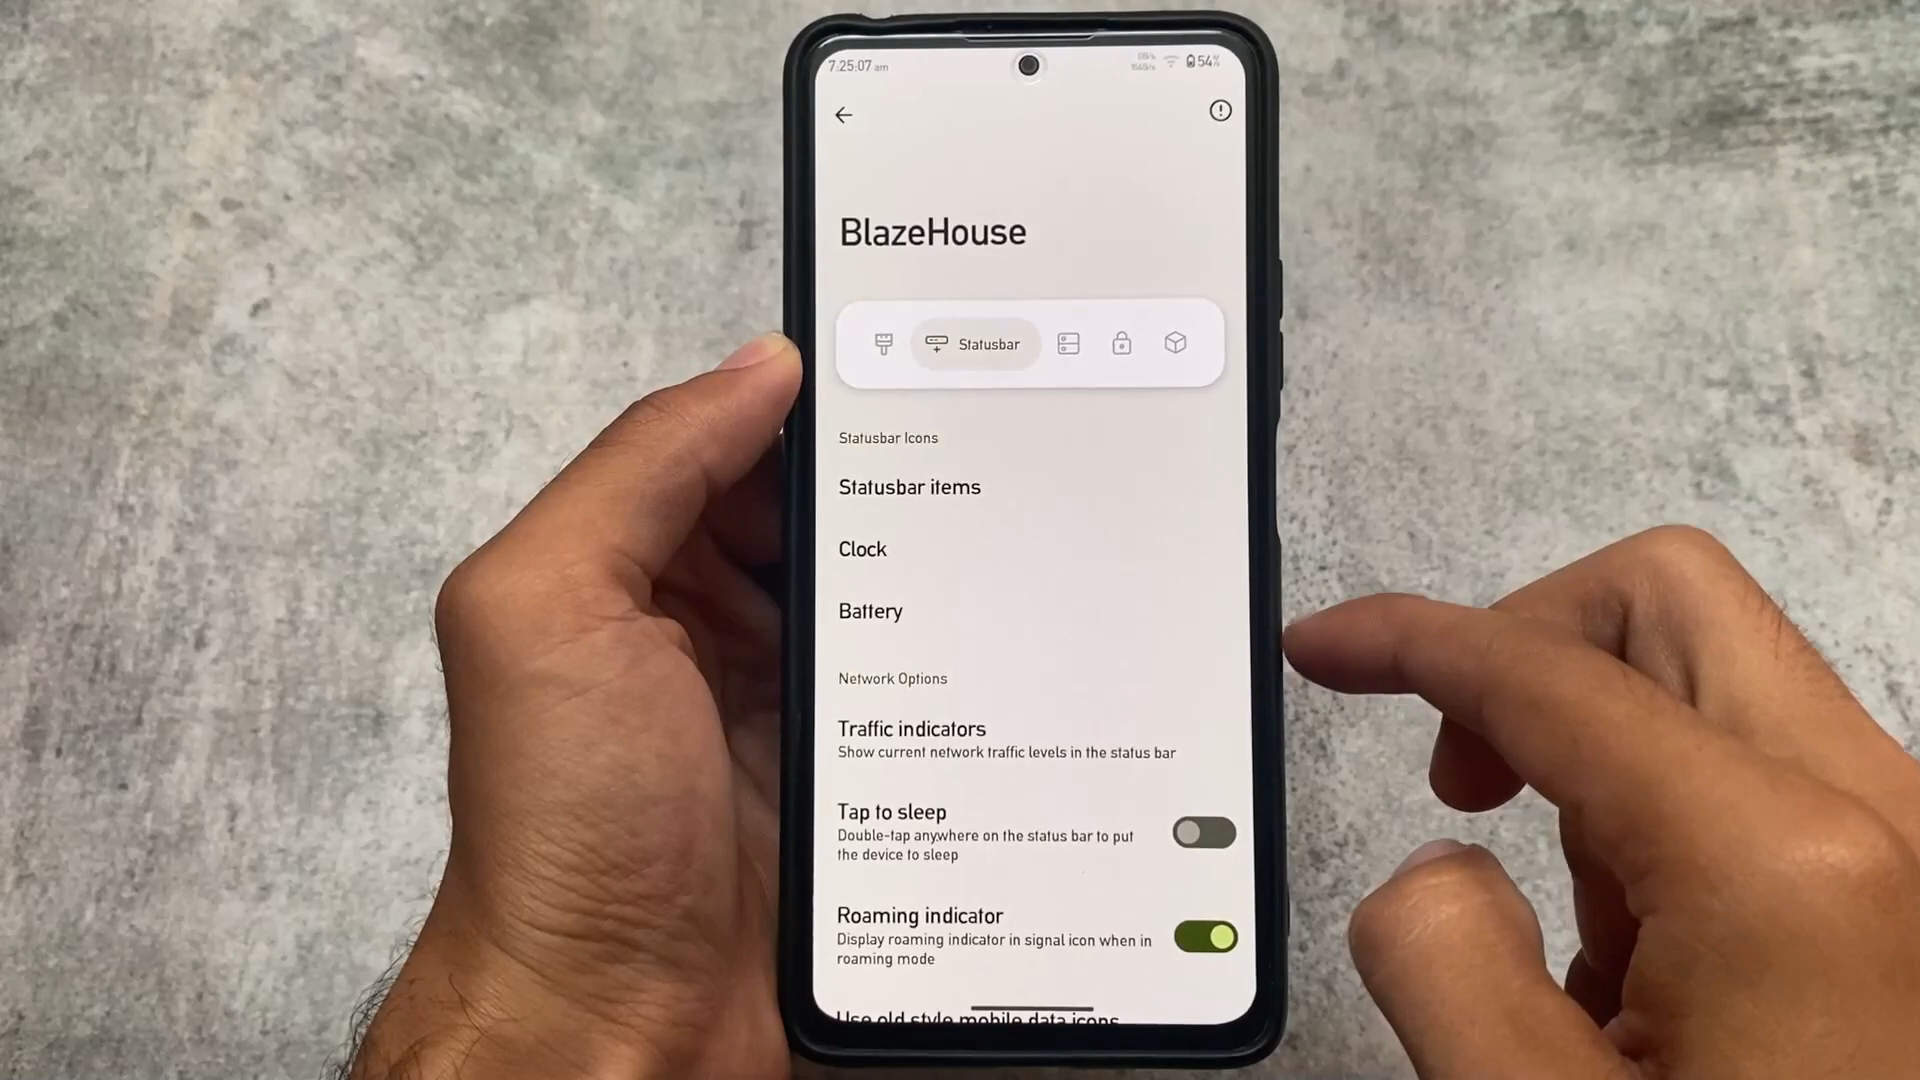 7:25:07 am
54%
BlazeHouse
Statusbar
Statusbar Icons
Statusbar items
Clock
Battery
Network Options
Traffic indicators
Show current network traffic levels in the status bar
Tap to sleep
Double-tap anywhere on the status bar to put
the device to sleep
Roaming indicator
Display roaming indicator in signal icon when in
roaming mode
Use old style mobile data icons